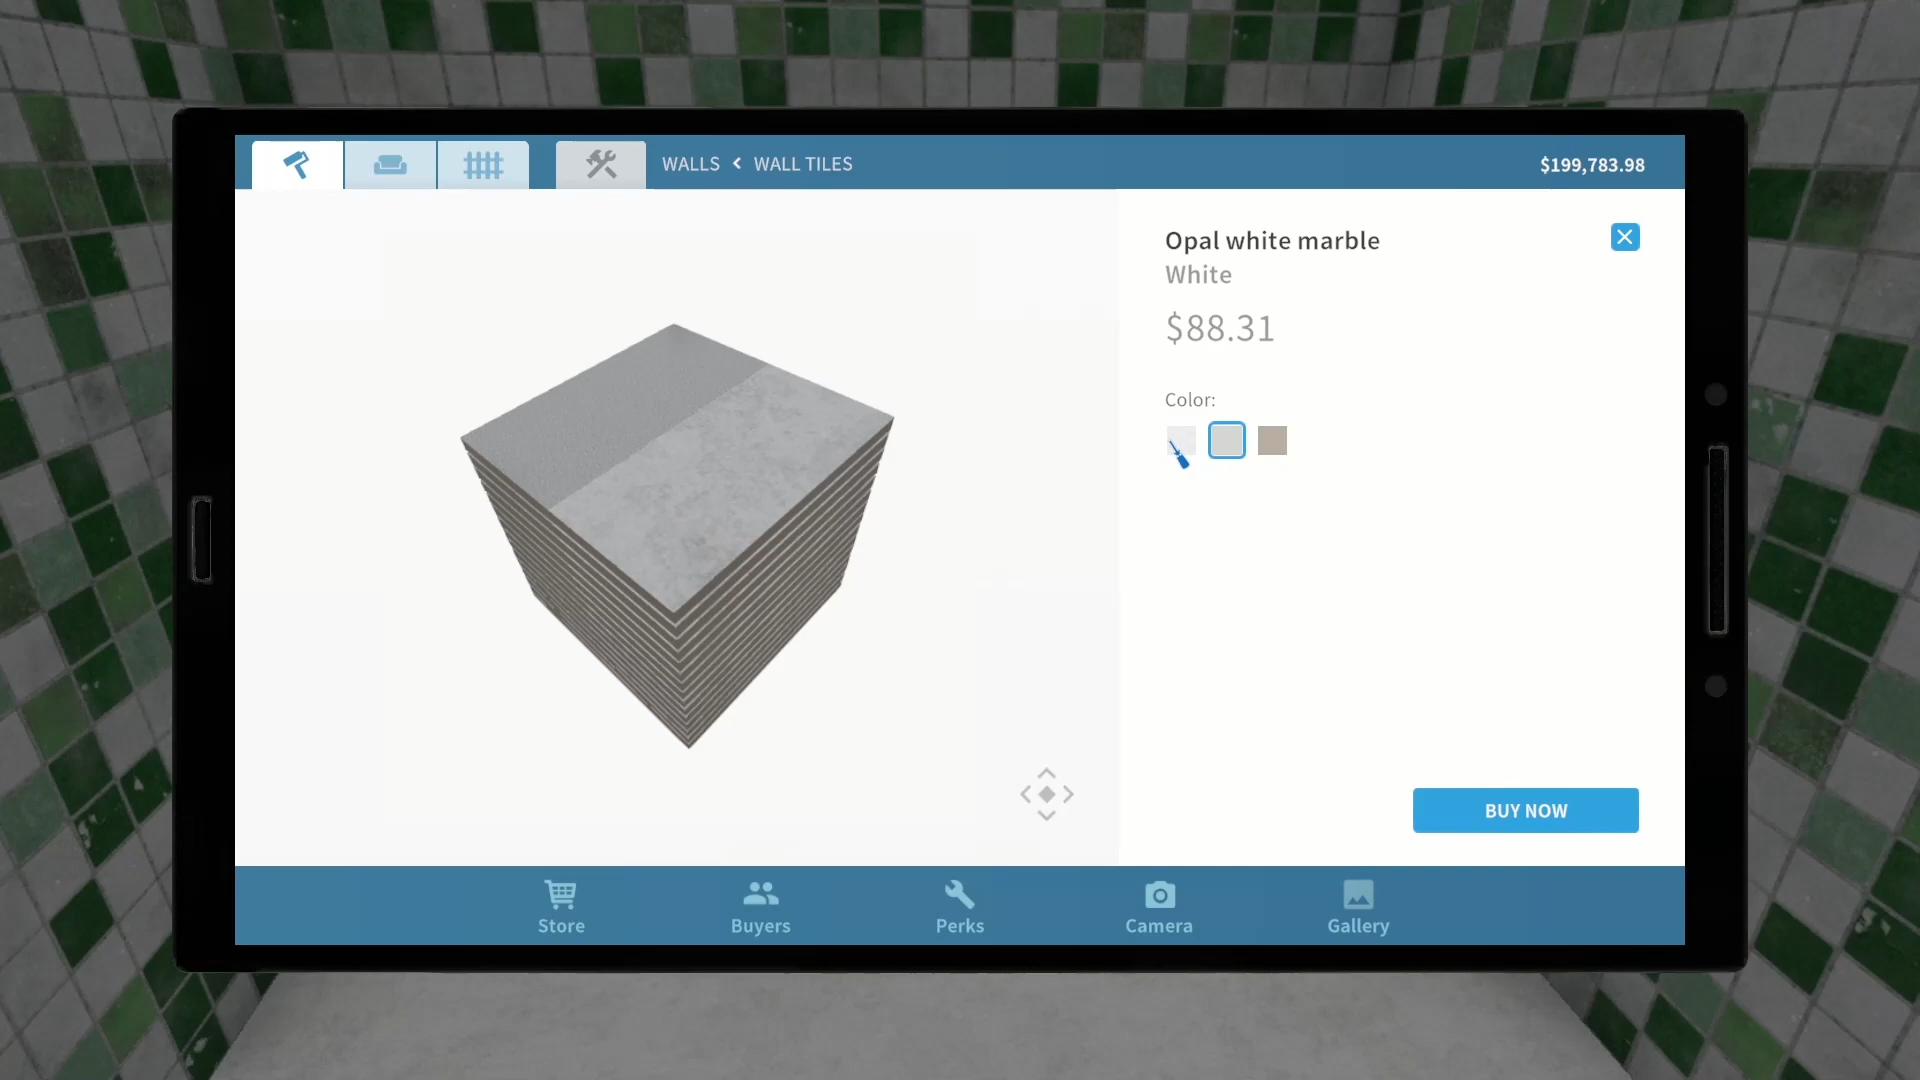 WALLS < WALL TILES
$199,783.98
Opal white marble
White
$88.31
Color:
BUY NOW
Store
Buyers
Perks
Camera
Gallery